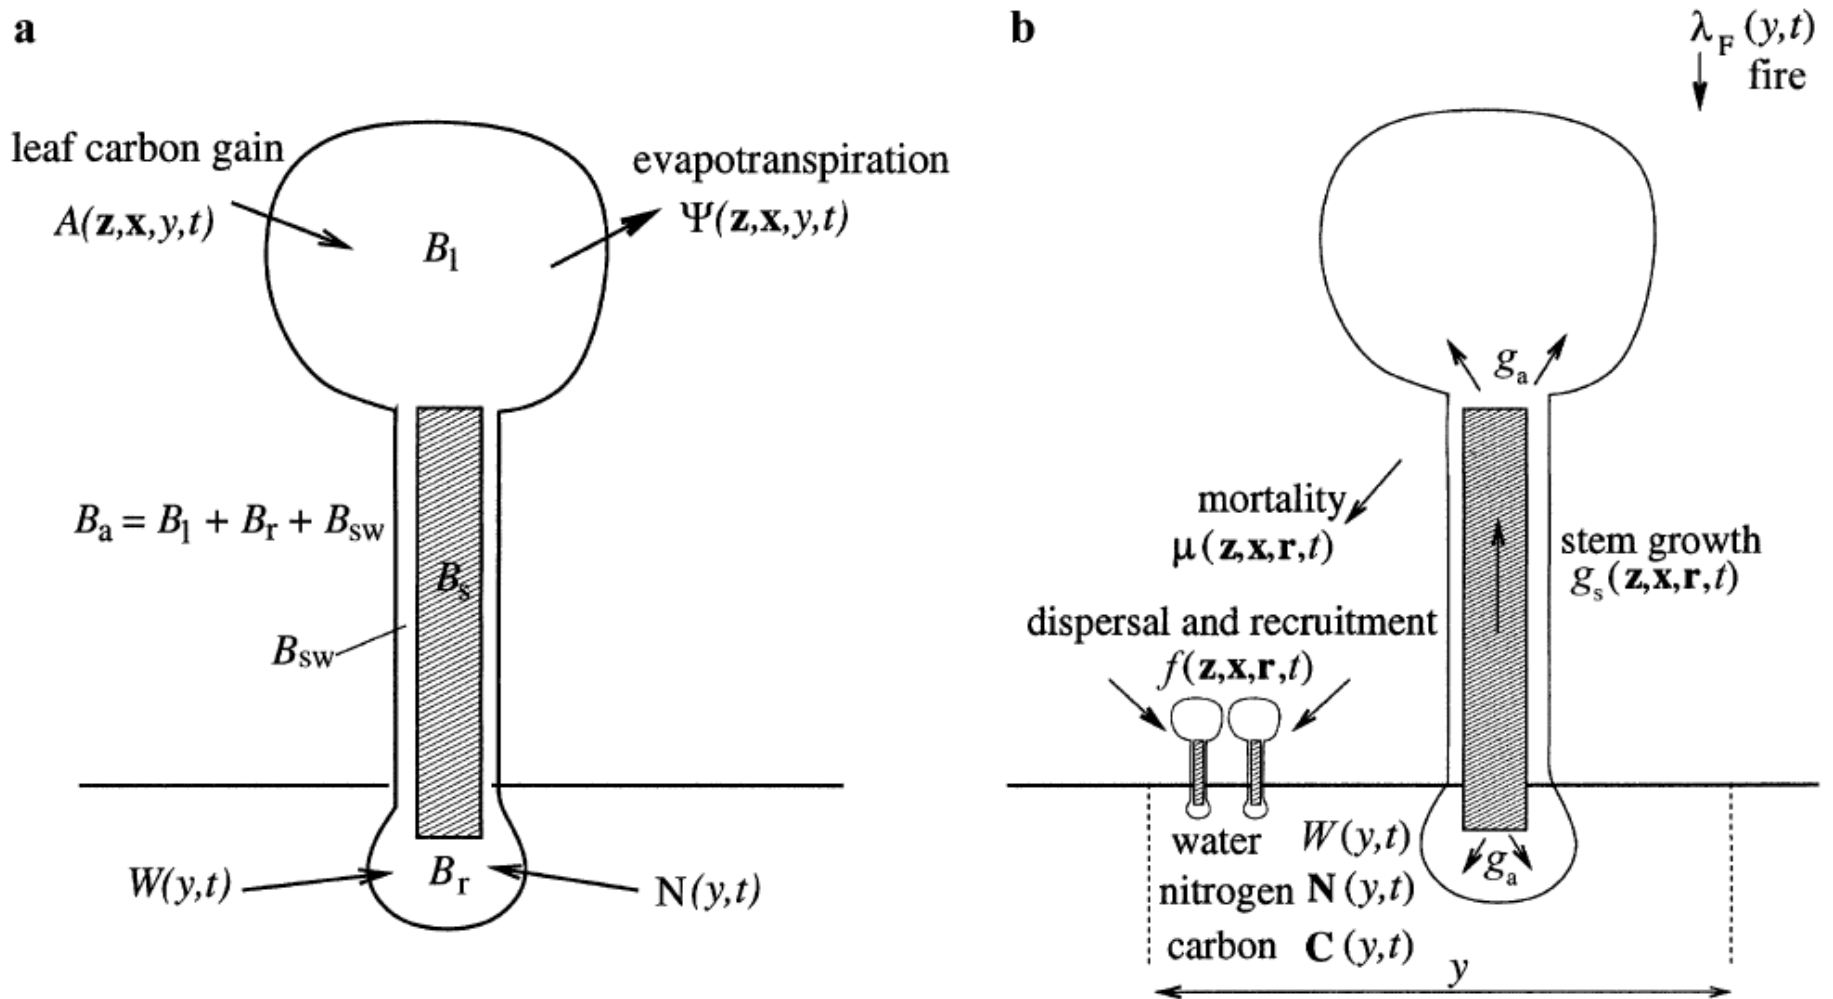 a
leaf carbon gain
A(z,x,y,t)
evapotranspiration
Ψ(z,x,y,t)
B_l
B_a = B_l + B_r + B_sw
B_s
B_sw
W(y,t)
B_r
N(y,t)
b
λ_F (y,t)
fire
g_a
mortality
μ(z,x,r,t)
stem growth
g_s(z,x,r,t)
dispersal and recruitment
f(z,x,r,t)
water W(y,t)
nitrogen N(y,t)
carbon C(y,t)
g_a
y